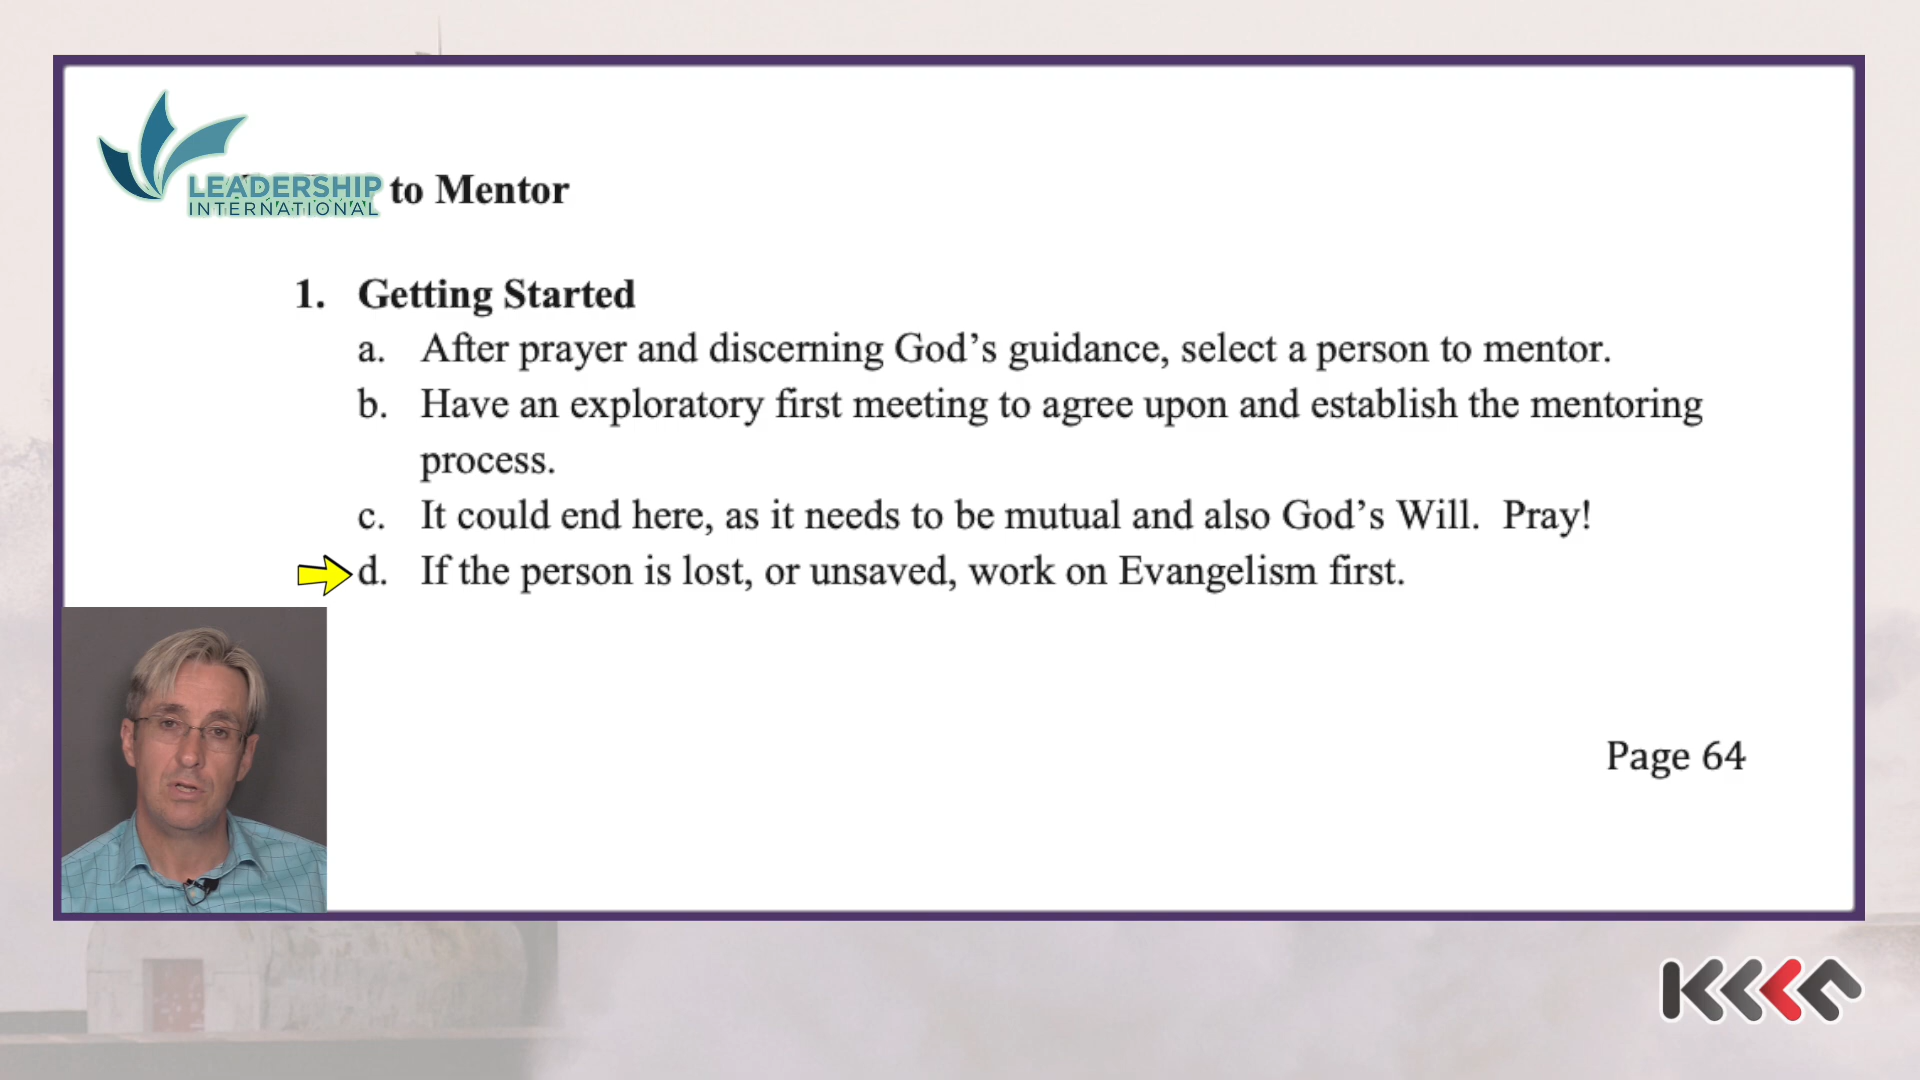 LEADERSHIP
INTERNATIONAL
to Mentor
1. Getting Started
a. After prayer and discerning God’s guidance, select a person to mentor.
b. Have an exploratory first meeting to agree upon and establish the mentoring
process.
c. It could end here, as it needs to be mutual and also God’s Will.  Pray!
d. If the person is lost, or unsaved, work on Evangelism first.
Page 64